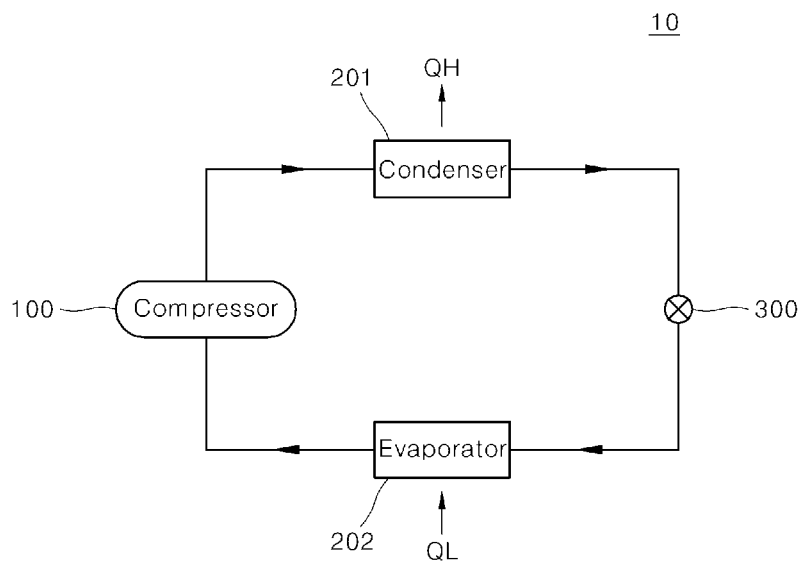 10
201
QH
Condenser
100
Compressor
300
Evaporator
202
QL